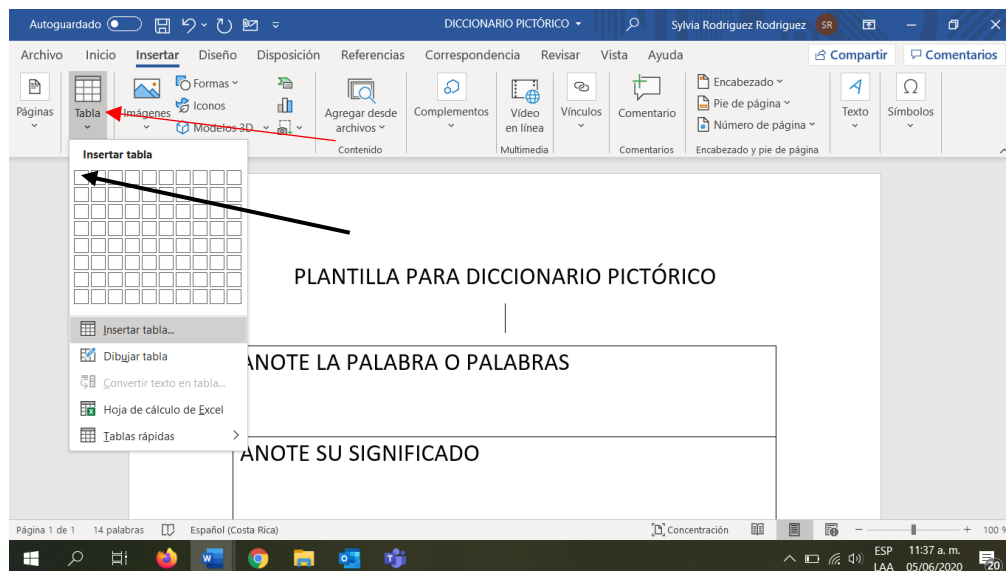 Autoguardado
DICCIONARIO PICTÓRICO
Sylvia Rodriguez Rodriguez SR
Archivo Inicio Insertar Diseño Disposición Referencias Correspondencia Revisar Vista Ayuda Compartir Comentarios
Páginas
Tabla
Imágenes
Formas
Iconos
Modelos 3D
Agregar desde
archivos
Contenido
Complementos
Vídeo
en línea
Multimedia
Vínculos
Comentario
Comentarios
Encabezado
Pie de página
Número de página
Encabezado y pie de página
Texto
Símbolos
Insertar tabla
Insertar tabla...
Dibujar tabla
Convertir texto en tabla...
Hoja de cálculo de Excel
Tablas rápidas
PLANTILLA PARA DICCIONARIO PICTÓRICO
ANOTE LA PALABRA O PALABRAS
ANOTE SU SIGNIFICADO
Página 1 de 1 14 palabras Español (Costa Rica) Concentración 100 %
ESP 11:37 a. m.
LAA 05/06/2020 20